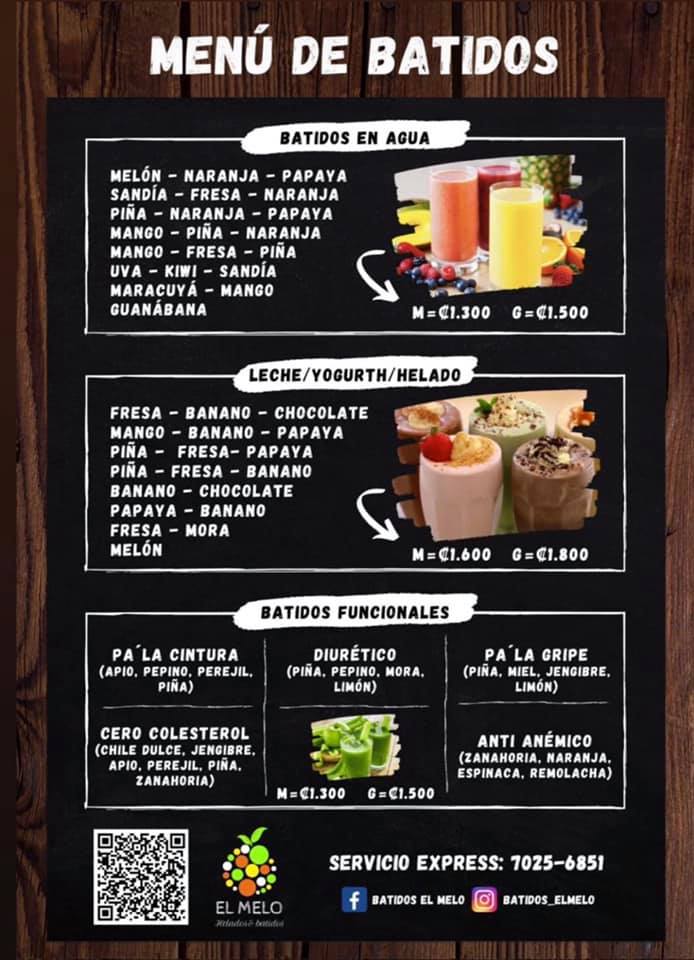 MENÚ DE BATIDOS
BATIDOS EN AGUA
MELÓN - NARANJA - PAPAYA
SANDÍA - FRESA - NARANJA
PIÑA - NARANJA - PAPAYA
MANGO - PIÑA - NARANJA
MANGO - FRESA - PIÑA
UVA - KIWI - SANDÍA
MARACUYÁ - MANGO
GUANÁBANA
M=₡1.300 G=₡1.500
LECHE/YOGURTH/HELADO
FRESA - BANANO - CHOCOLATE
MANGO - BANANO - PAPAYA
PIÑA - FRESA- PAPAYA
PIÑA - FRESA - BANANO
BANANO - CHOCOLATE
PAPAYA - BANANO
FRESA - MORA
MELÓN
M=₡1.600 G=₡1.800
BATIDOS FUNCIONALES
PA´LA CINTURA
(APIO, PEPINO, PEREJIL,
PIÑA)
DIURÉTICO
(PIÑA, PEPINO, MORA,
LIMÓN)
PA´LA GRIPE
(PIÑA, MIEL, JENGIBRE,
LIMÓN)
CERO COLESTEROL
(CHILE DULCE, JENGIBRE,
APIO, PEREJIL, PIÑA,
ZANAHORIA)
M=₡1.300 G=₡1.500
ANTI ANÉMICO
(ZANAHORIA, NARANJA,
ESPINACA, REMOLACHA)
EL MELO
Helados & batidos
SERVICIO EXPRESS: 7025-6851
BATIDOS EL MELO BATIDOS_ELMELO